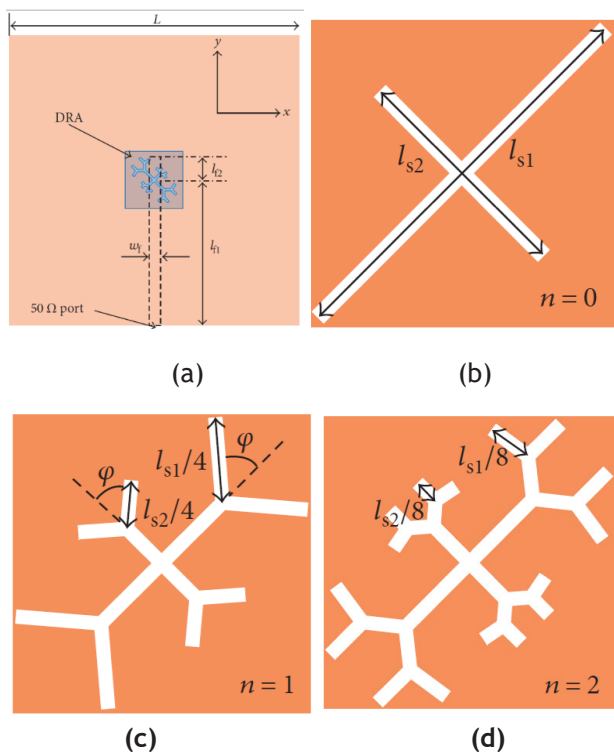 L
y
x
DRA
l_f2
w_f
l_f1
50 Ω port
(a)
l_s2
l_s1
n = 0
(b)
φ
l_s1/4
φ
l_s2/4
n = 1
(c)
l_s1/8
l_s2/8
n = 2
(d)